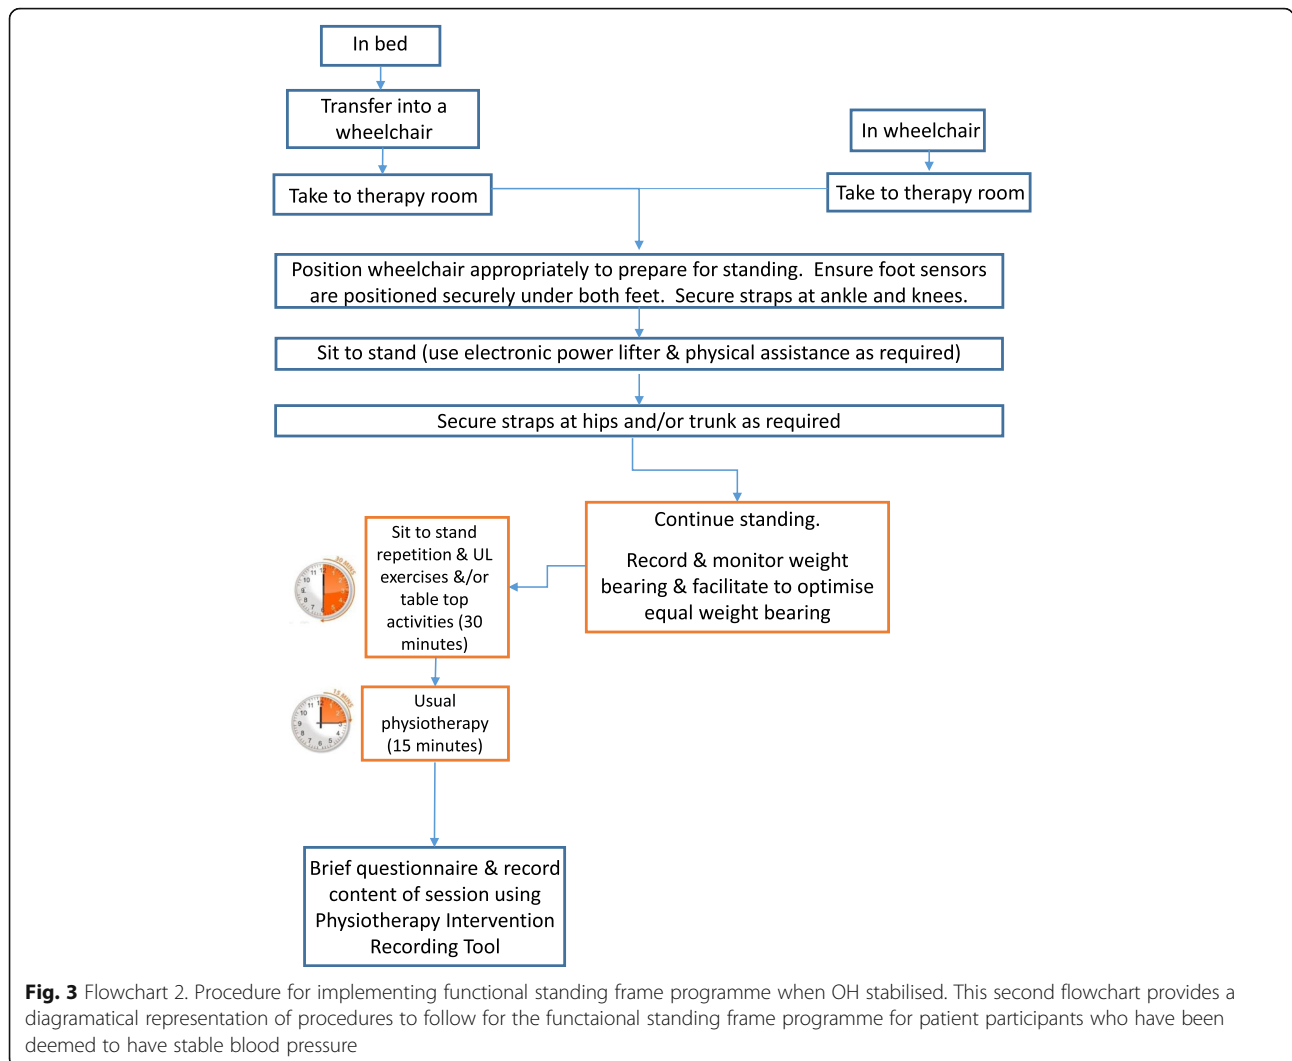 In bed
Transfer into a
wheelchair
In wheelchair
Take to therapy room
Take to therapy room
Position wheelchair appropriately to prepare for standing. Ensure foot sensors
are positioned securely under both feet. Secure straps at ankle and knees.
Sit to stand (use electronic power lifter & physical assistance as required)
Secure straps at hips and/or trunk as required
Continue standing.
Record & monitor weight
bearing & facilitate to optimise
equal weight bearing
Sit to stand
repetition & UL
exercises &/or
table top
activities (30
minutes)
30 MINS
Usual
physiotherapy
(15 minutes)
15 MINS
Brief questionnaire & record
content of session using
Physiotherapy Intervention
Recording Tool
Fig. 3 Flowchart 2. Procedure for implementing functional standing frame programme when OH stabilised. This second flowchart provides a
diagramatical representation of procedures to follow for the functaional standing frame programme for patient participants who have been
deemed to have stable blood pressure